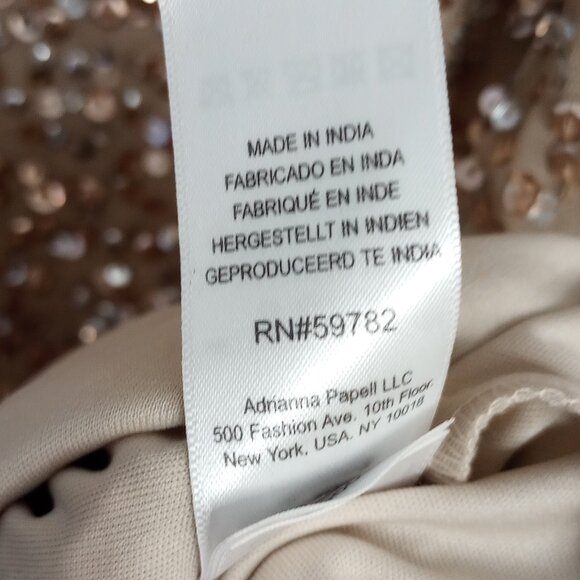 MADE IN INDIA
FABRICADO EN INDA
FABRIQUÉ EN INDE
HERGESTELLT IN INDIEN
GEPRODUCEERD TE INDIA
RN#59782
Adrianna Papell LLC
500 Fashion Ave. 10th Floor
New York. USA. NY 10018